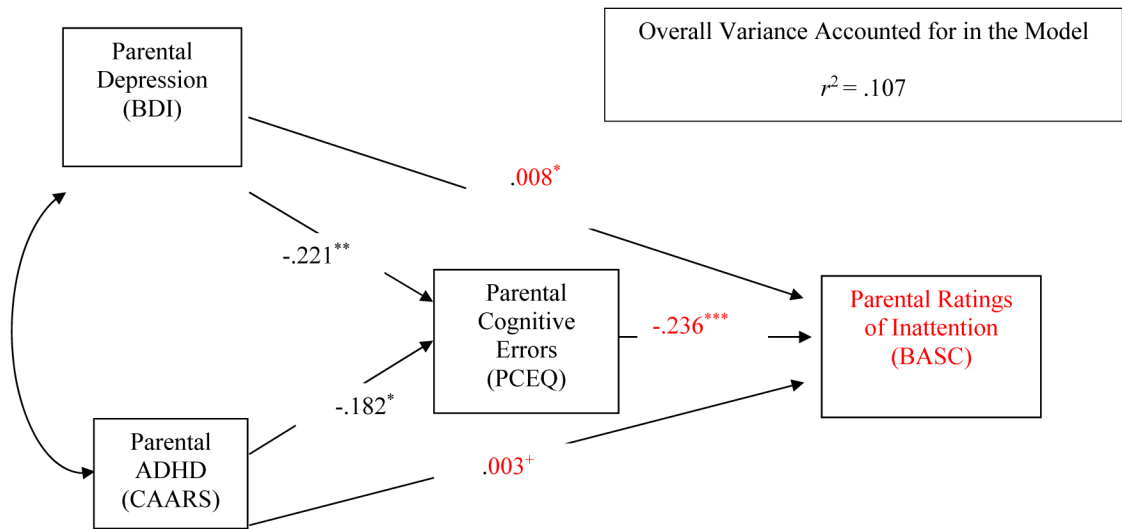 Parental
Depression
(BDI)
Overall Variance Accounted for in the Model
r² = .107
.008*
-.221**
Parental
Cognitive
Errors
(PCEQ)
-.236***
Parental Ratings
of Inattention
(BASC)
-.182*
Parental
ADHD
(CAARS)
.003+